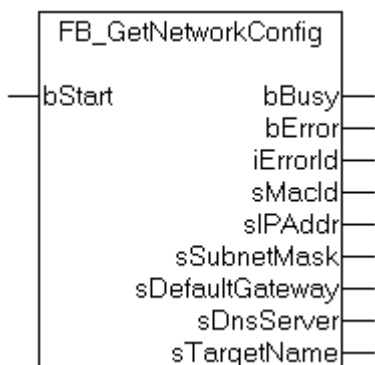 FB_GetNetworkConfig
bStart bBusy
bError
iErrorId
sMacId
sIPAddr
sSubnetMask
sDefaultGateway
sDnsServer
sTargetName